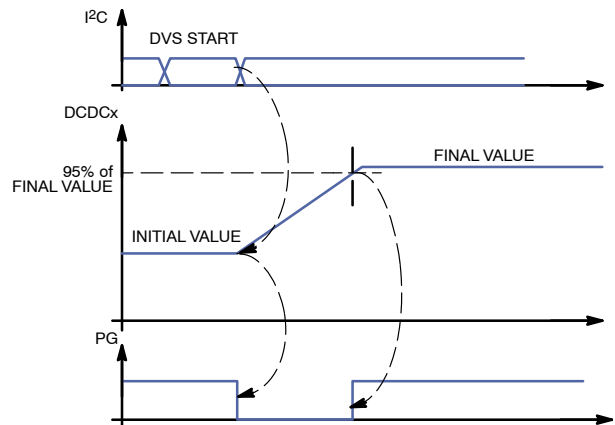 I²C
DVS START
DCDCx
95% of
FINAL VALUE
FINAL VALUE
INITIAL VALUE
PG